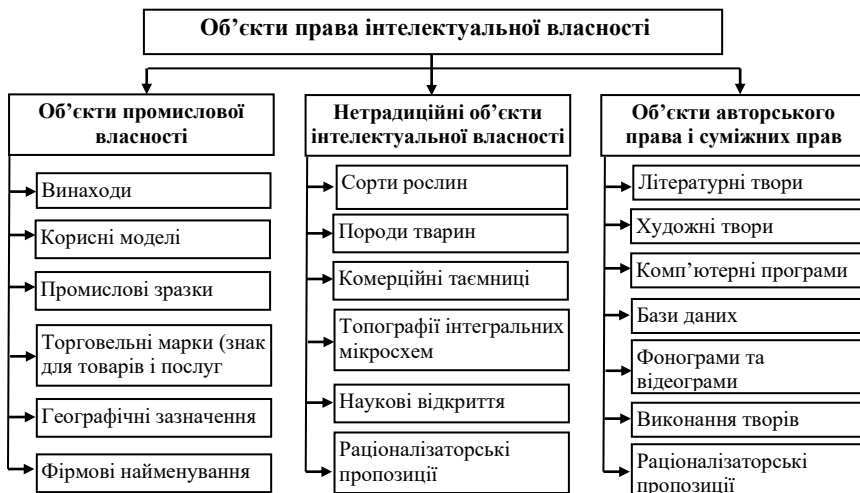 Об’єкти права інтелектуальної власності
Об’єкти промислової
власності
Винаходи
Корисні моделі
Промислові зразки
Торговельні марки (знак
для товарів і послуг
Географічні зазначення
Фірмові найменування
Нетрадиційні об’єкти
інтелектуальної власності
Сорти рослин
Породи тварин
Комерційні таємниці
Топографії інтегральних
мікросхем
Наукові відкриття
Раціоналізаторські
пропозиції
Об’єкти авторського
права і суміжних прав
Літературні твори
Художні твори
Комп’ютерні програми
Бази даних
Фонограми та
відеограми
Виконання творів
Раціоналізаторські
пропозиції